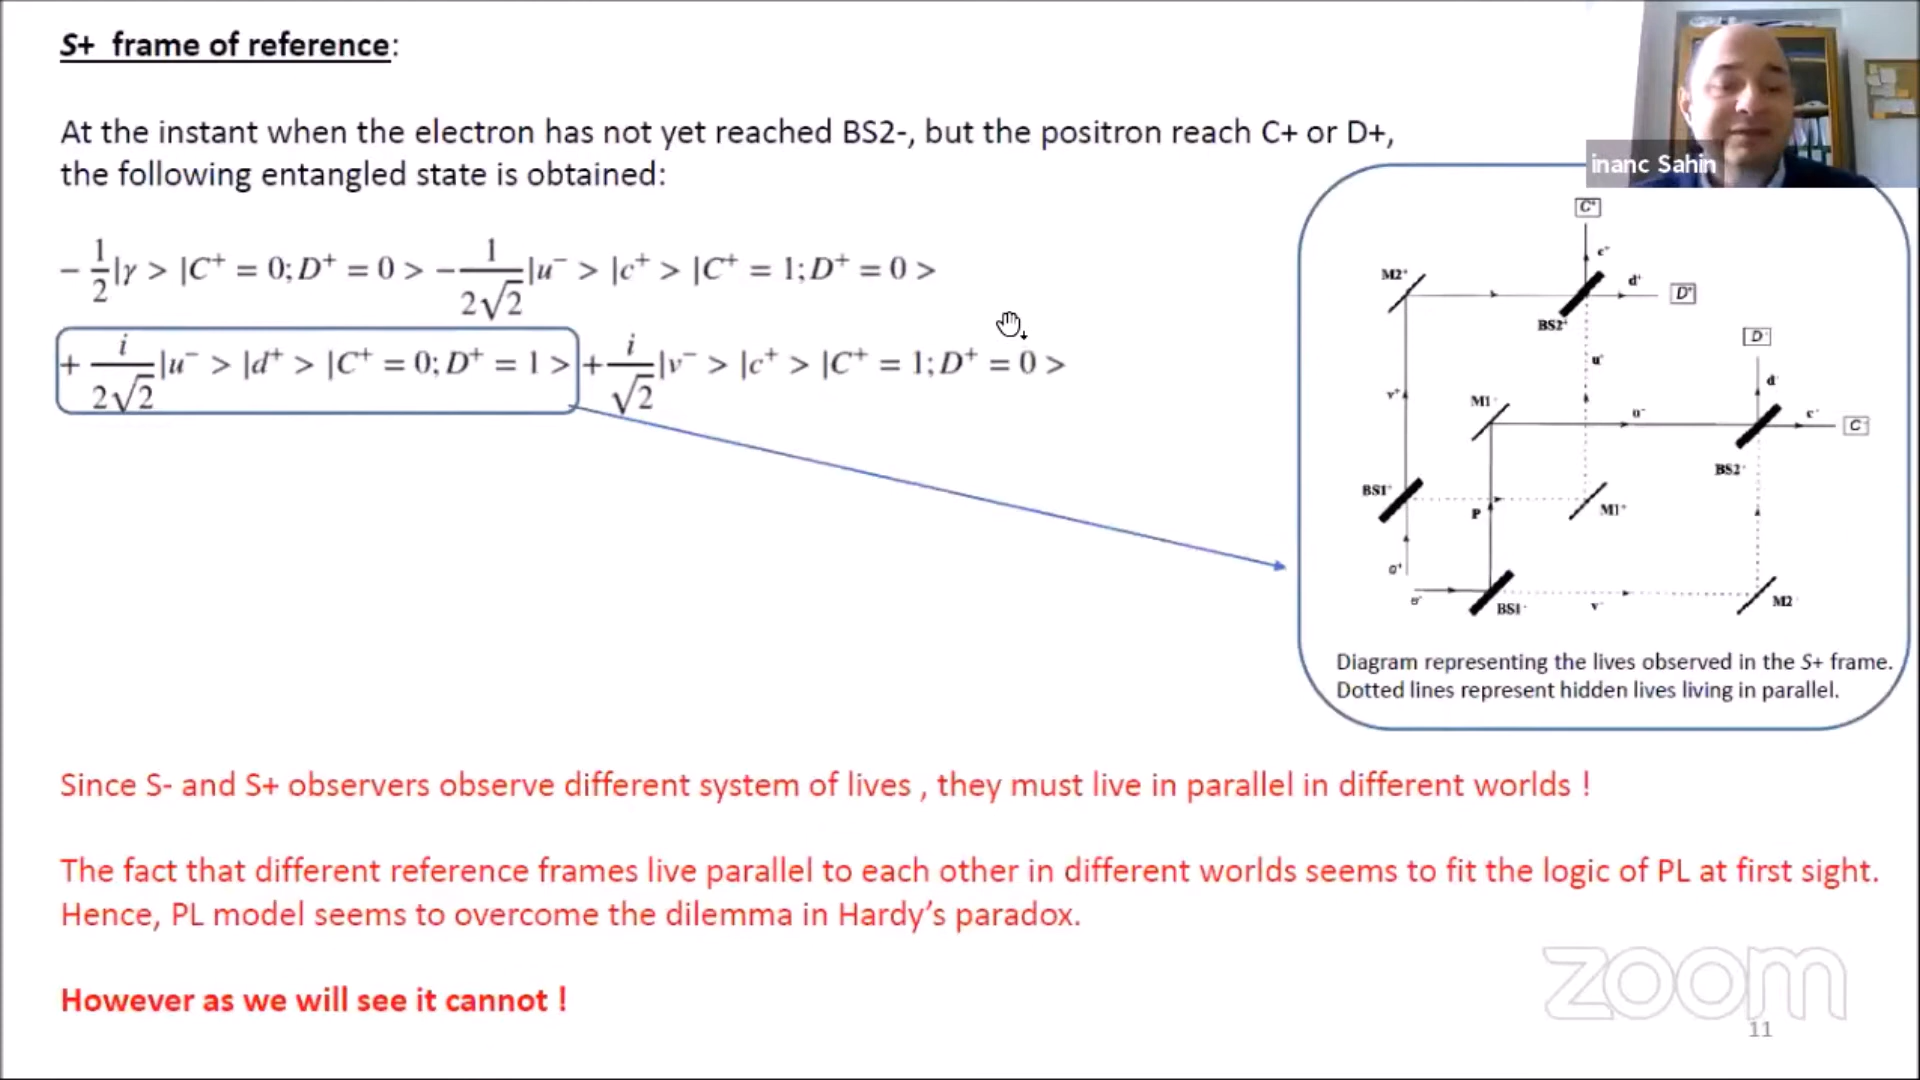 S+ frame of reference:
inanc Sahin
At the instant when the electron has not yet reached BS2-, but the positron reach C+ or D+,
the following entangled state is obtained:
− 1/2 |γ > |C⁺ = 0; D⁺ = 0 > − 1/2√2 |u⁻ > |c⁺ > |C⁺ = 1; D⁺ = 0 >
+ i/2√2 |u⁻ > |d⁺ > |C⁺ = 0; D⁺ = 1 > + i/√2 |v⁻ > |c⁺ > |C⁺ = 1; D⁺ = 0 >
C⁺
M2⁺
d⁺
D⁺
BS2⁺
D
v⁺
u
d
M1
c
C
BS2
BS1⁺
P
M1⁺
BS1
v
M2
Diagram representing the lives observed in the S+ frame.
Dotted lines represent hidden lives living in parallel.
Since S- and S+ observers observe different system of lives , they must live in parallel in different worlds !
The fact that different reference frames live parallel to each other in different worlds seems to fit the logic of PL at first sight.
Hence, PL model seems to overcome the dilemma in Hardy’s paradox.
However as we will see it cannot !
zoom
11